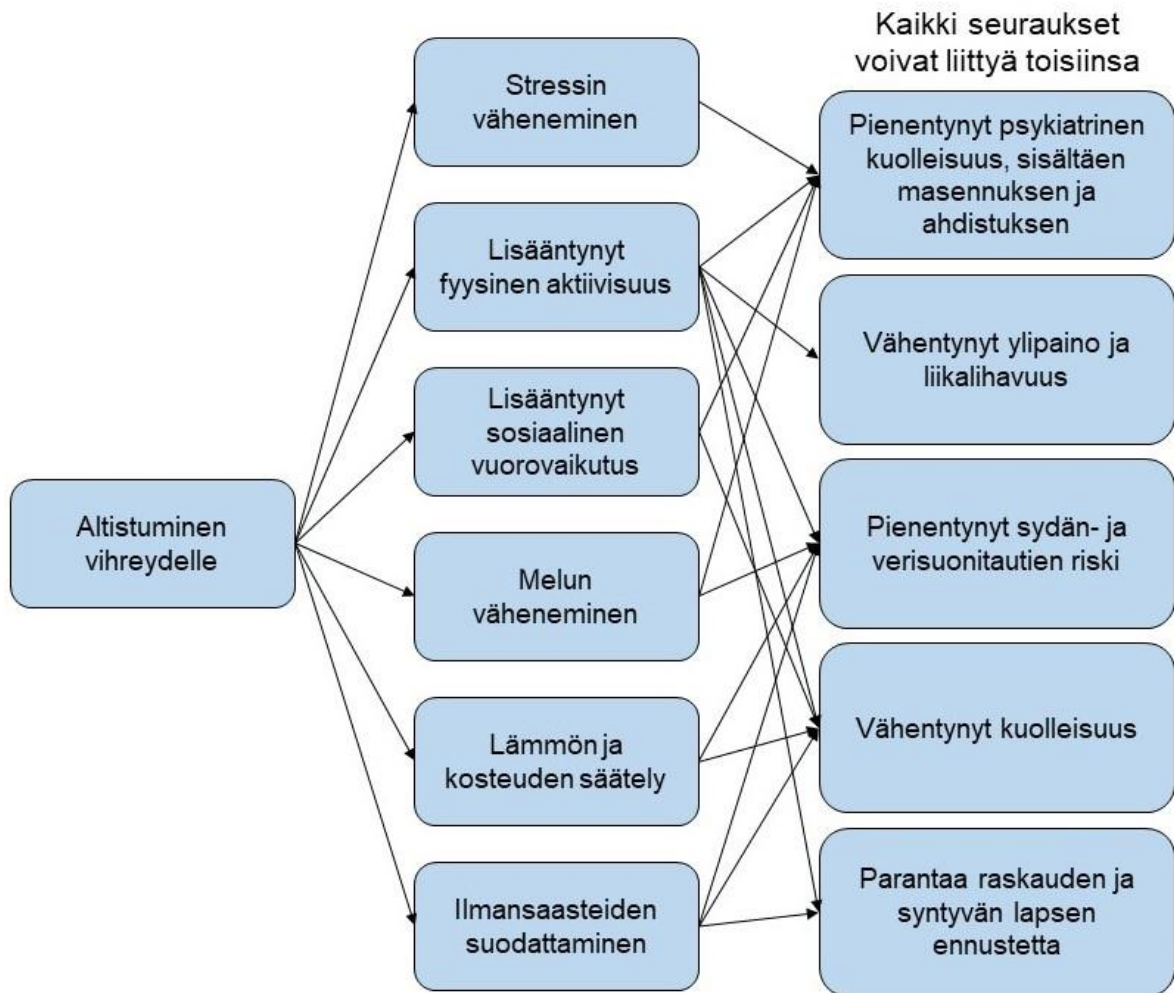 Kaikki seuraukset
voivat liittyä toisiinsa
Altistuminen
vihreydelle
Stressin
väheneminen
Lisääntynyt
fyysinen aktiivisuus
Lisääntynyt
sosiaalinen
vuorovaikutus
Melun
väheneminen
Lämmön ja
kosteuden säätely
Ilmansaasteiden
suodattaminen
Pienentynyt psykiatrinen
kuolleisuus, sisältäen
masennuksen ja
ahdistuksen
Vähentynyt ylipaino ja
liikalihavuus
Pienentynyt sydän- ja
verisuonitautien riski
Vähentynyt kuolleisuus
Parantaa raskauden ja
syntyvän lapsen
ennustetta